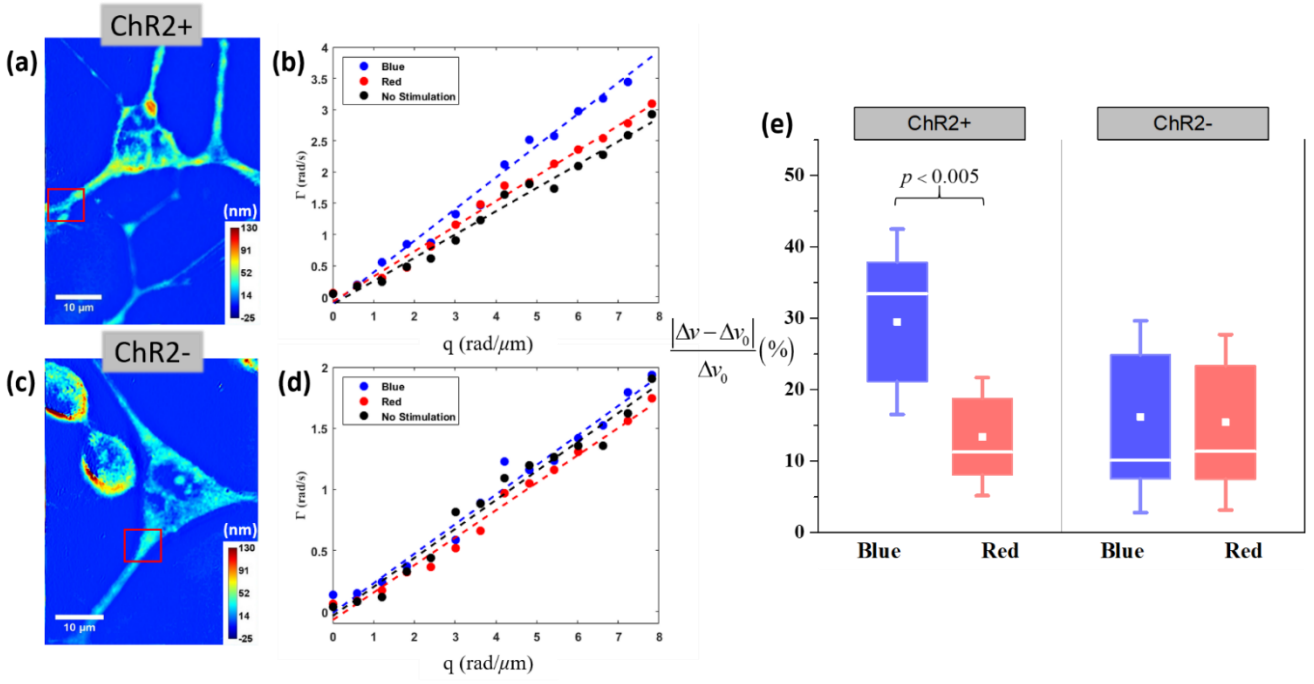 ChR2+
(a)
(nm)
130
91
52
14
-25
10 μm
(b)
Blue
Red
No Stimulation
4
3.5
3
2.5
2
1.5
1
0.5
0
Γ (rad/s)
0 1 2 3 4 5 6 7 8
q (rad/μm)
ChR2-
(c)
(nm)
130
91
52
14
-25
10 μm
(d)
Blue
Red
No Stimulation
2
1.5
1
0.5
0
Γ (rad/s)
0 1 2 3 4 5 6 7 8
q (rad/μm)
(e)
ChR2+ ChR2-
p < 0.005
|Δv − Δv₀|
Δv₀
(%)
50
40
30
20
10
0
Blue Red Blue Red